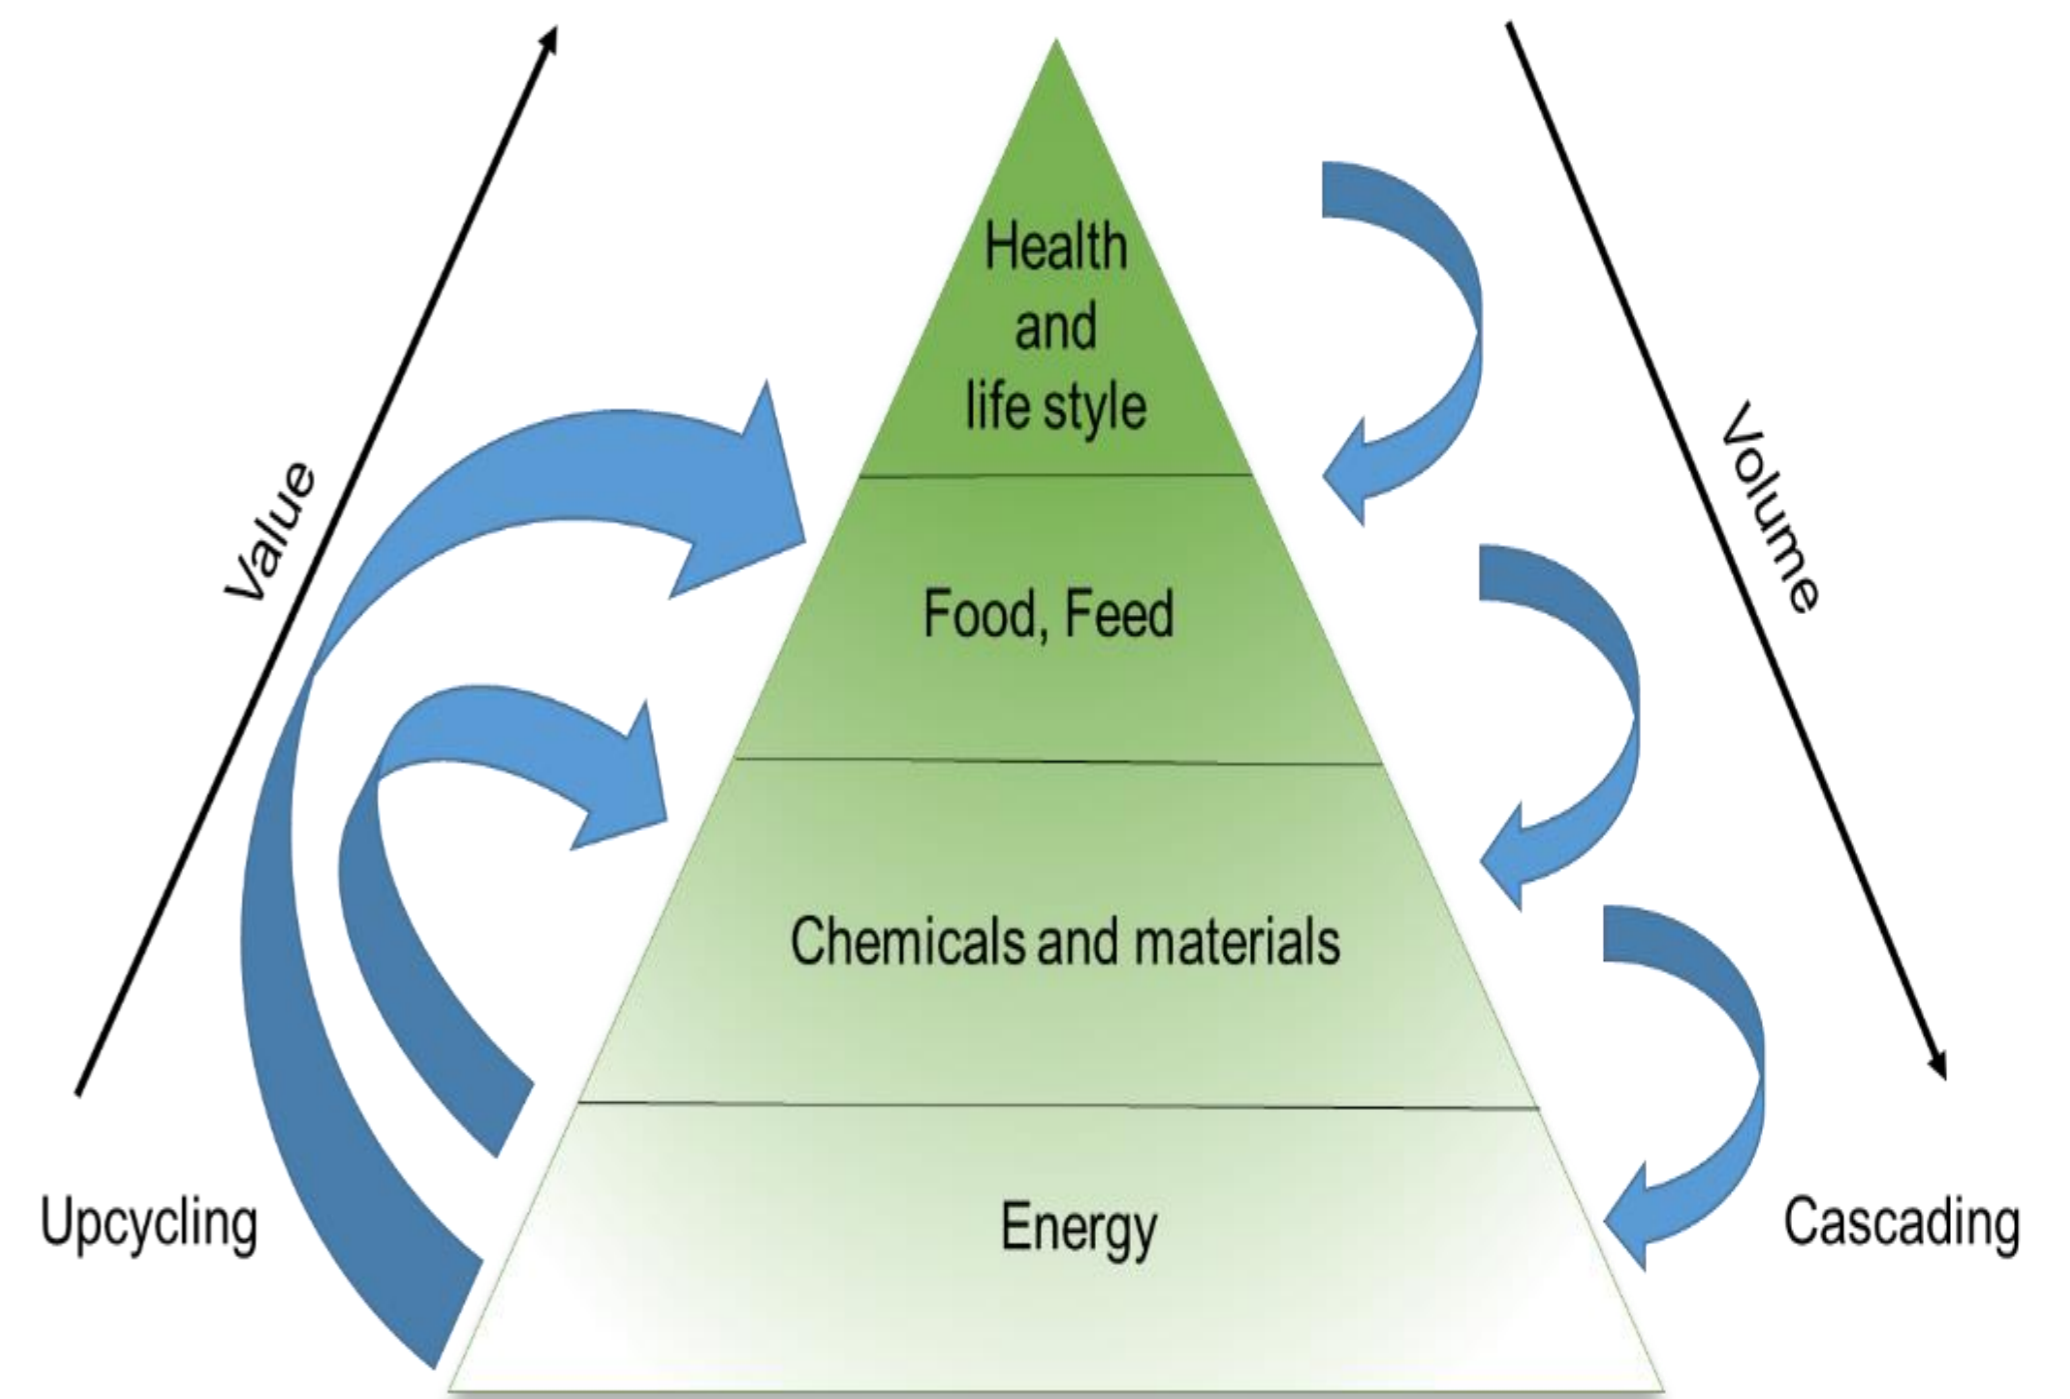 Health
and
life style
Value
Volume
Food, Feed
Chemicals and materials
Upcycling
Energy
Cascading